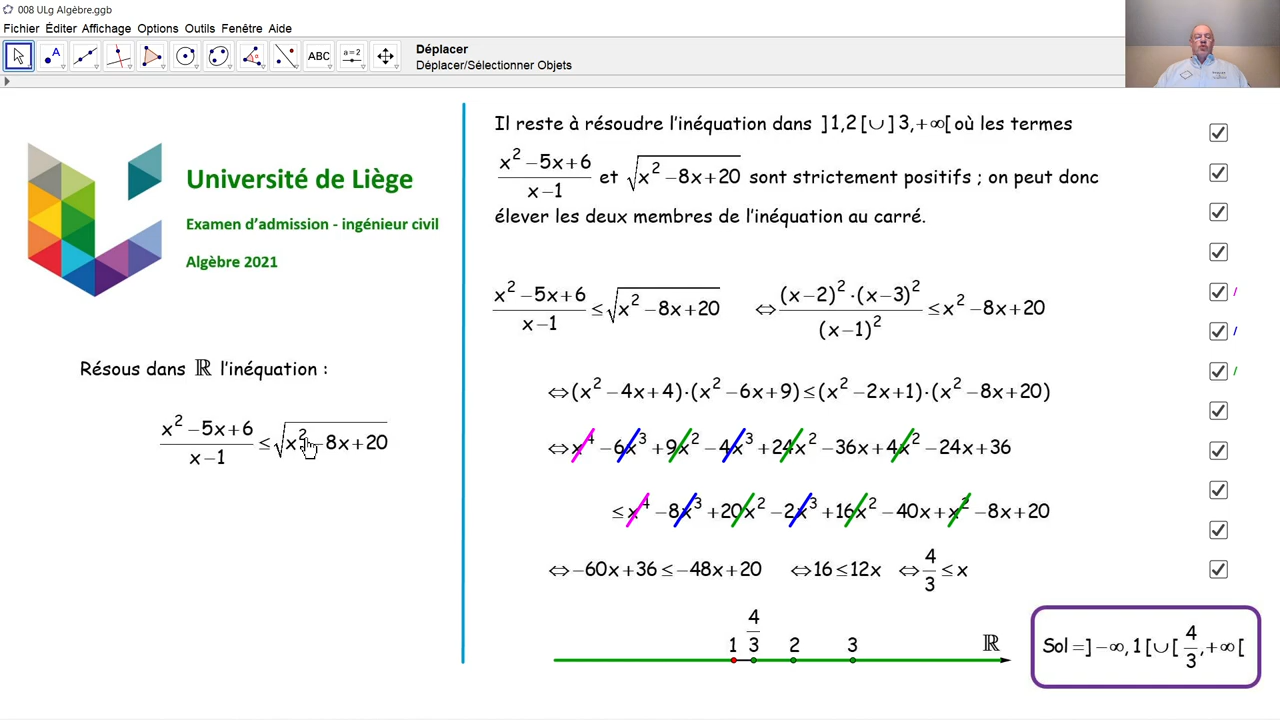 008 ULg Algèbre.ggb
Fichier Éditer Affichage Options Outils Fenêtre Aide
A ABC a=2 Déplacer
Déplacer/Sélectionner Objets
Université de Liège
Examen d'admission - ingénieur civil
Algèbre 2021
Résous dans ℝ l'inéquation :
(x² − 5x + 6)/(x − 1) ≤ √(x² − 8x + 20)
Il reste à résoudre l'inéquation dans ]1,2[∪]3,+∞[ où les termes
(x² − 5x + 6)/(x − 1) et √(x² − 8x + 20) sont strictement positifs ; on peut donc
élever les deux membres de l'inéquation au carré.
(x² − 5x + 6)/(x − 1) ≤ √(x² − 8x + 20) ⇔ ((x−2)²·(x−3)²)/(x−1)² ≤ x² − 8x + 20
⇔ (x² − 4x + 4)·(x² − 6x + 9) ≤ (x² − 2x + 1)·(x² − 8x + 20)
⇔ x⁴ − 6x³ + 9x² − 4x³ + 24x² − 36x + 4x² − 24x + 36
≤ x⁴ − 8x³ + 20x² − 2x³ + 16x² − 40x + x² − 8x + 20
⇔ −60x + 36 ≤ −48x + 20 ⇔ 16 ≤ 12x ⇔ 4/3 ≤ x
1 4/3 2 3 ℝ
Sol = ]−∞,1[∪[4/3,+∞[